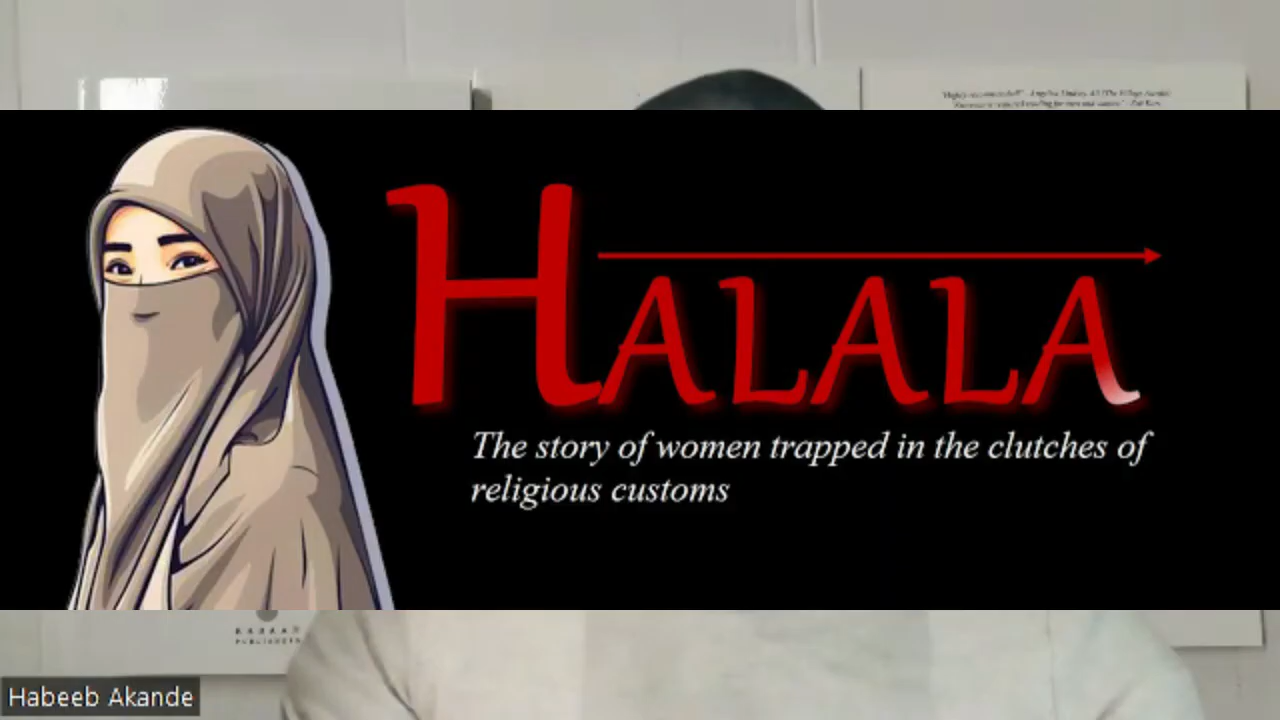 HALALA
The story of women trapped in the clutches of
religious customs
Habeeb Akande